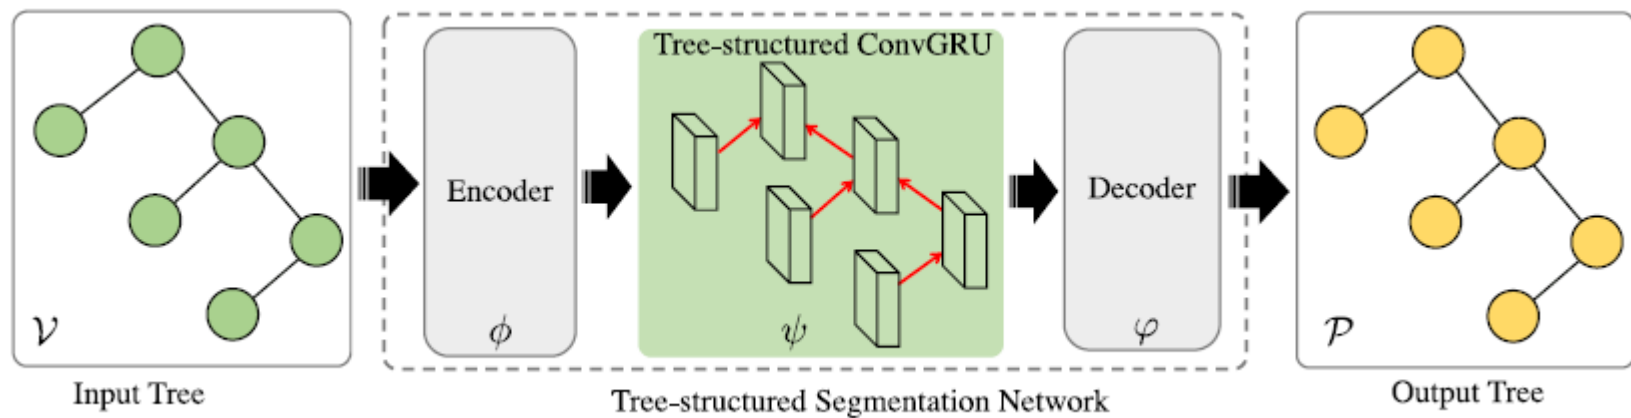 Tree-structured ConvGRU
Encoder
Decoder
𝒱
ϕ
ψ
φ
𝒫
Input Tree
Tree-structured Segmentation Network
Output Tree